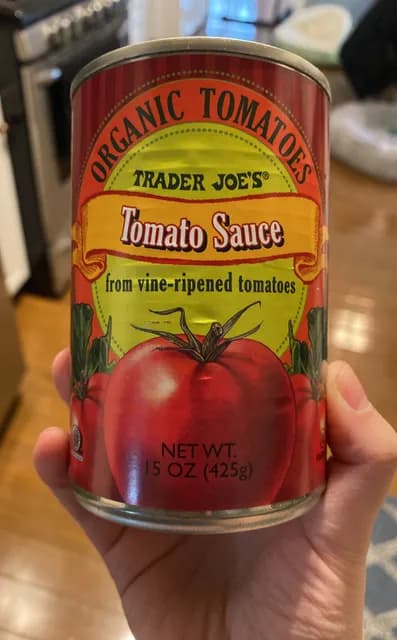 ORGANIC TOMATOES
TRADER JOE'S®
Tomato Sauce
from vine-ripened tomatoes
NET WT.
15 OZ (425g)